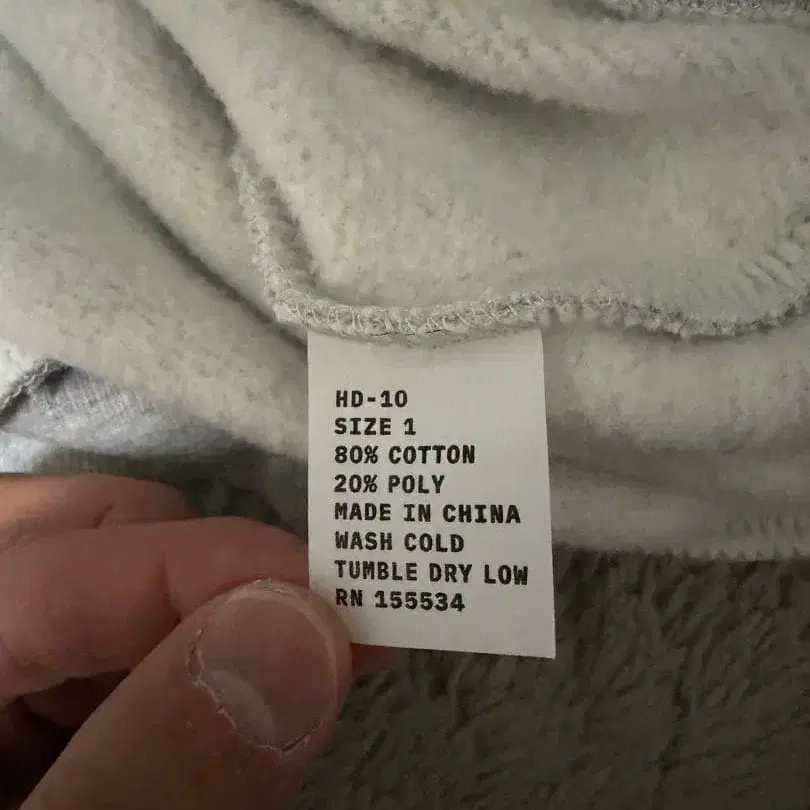 HD-10
SIZE 1
80% COTTON
20% POLY
MADE IN CHINA
WASH COLD
TUMBLE DRY LOW
RN 155534